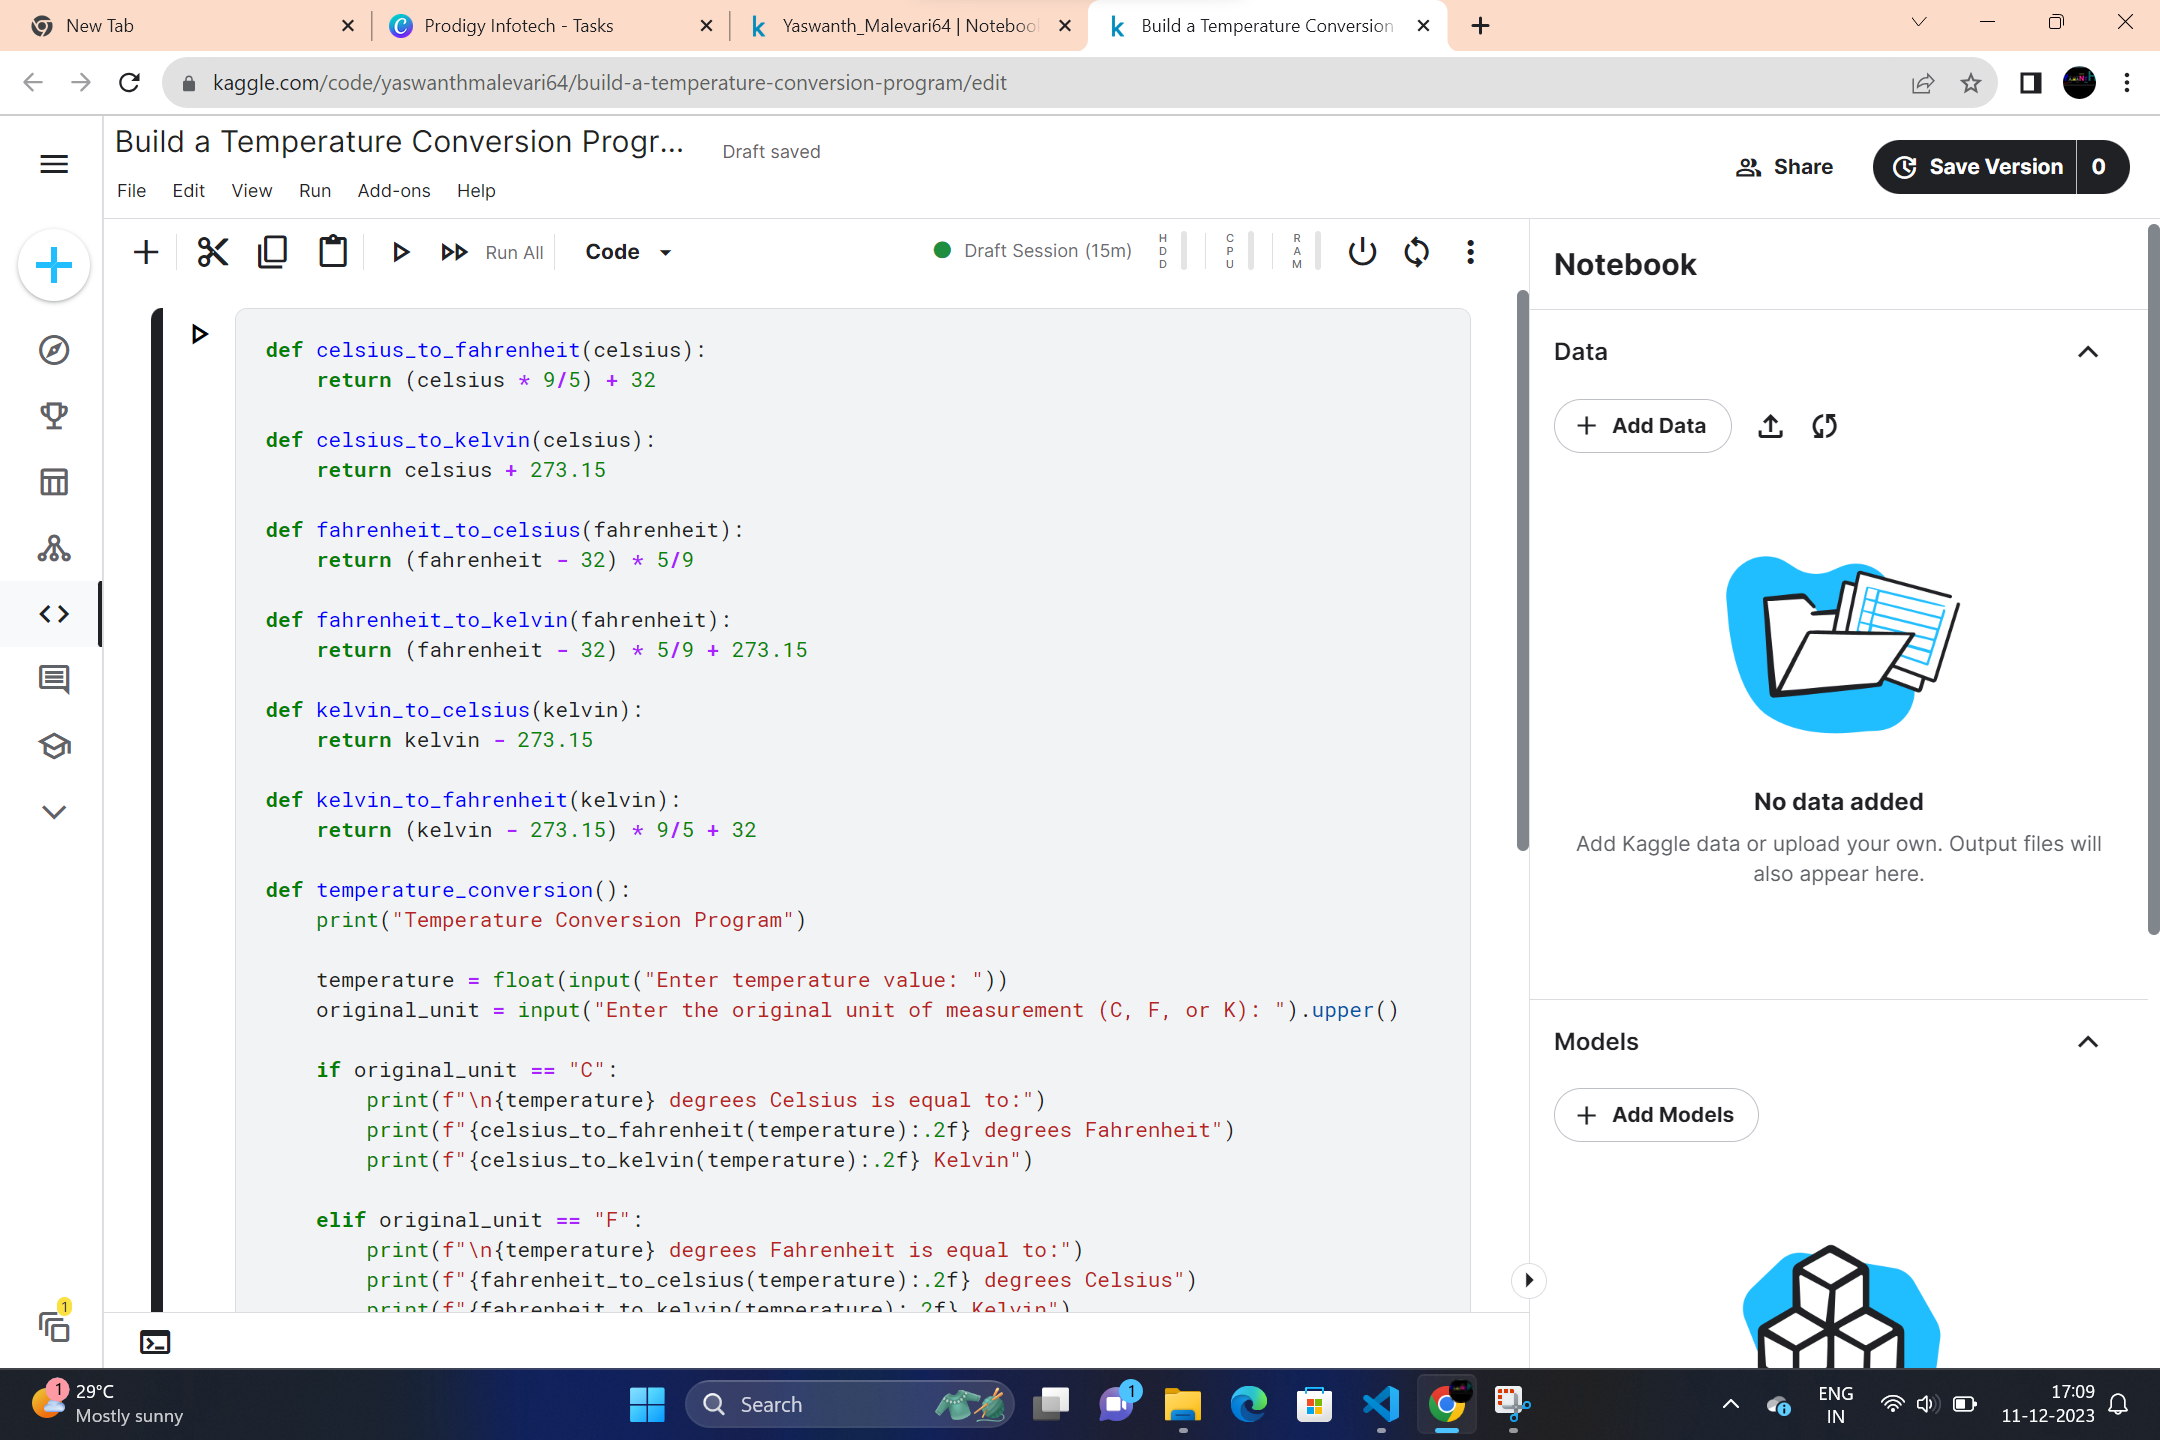 New Tab
Prodigy Infotech - Tasks
Yaswanth_Malevari64 | Noteboo
Build a Temperature Conversion
kaggle.com/code/yaswanthmalevari64/build-a-temperature-conversion-program/edit
Build a Temperature Conversion Progr...
Draft saved
File Edit View Run Add-ons Help
Share
Save Version 0
Run All
Code
Draft Session (15m)
HDD
CPU
RAM
def celsius_to_fahrenheit(celsius):
    return (celsius * 9/5) + 32
def celsius_to_kelvin(celsius):
    return celsius + 273.15
def fahrenheit_to_celsius(fahrenheit):
    return (fahrenheit - 32) * 5/9
def fahrenheit_to_kelvin(fahrenheit):
    return (fahrenheit - 32) * 5/9 + 273.15
def kelvin_to_celsius(kelvin):
    return kelvin - 273.15
def kelvin_to_fahrenheit(kelvin):
    return (kelvin - 273.15) * 9/5 + 32
def temperature_conversion():
    print("Temperature Conversion Program")
    temperature = float(input("Enter temperature value: "))
    original_unit = input("Enter the original unit of measurement (C, F, or K): ").upper()
    if original_unit == "C":
        print(f"\n{temperature} degrees Celsius is equal to:")
        print(f"{celsius_to_fahrenheit(temperature):.2f} degrees Fahrenheit")
        print(f"{celsius_to_kelvin(temperature):.2f} Kelvin")
    elif original_unit == "F":
        print(f"\n{temperature} degrees Fahrenheit is equal to:")
        print(f"{fahrenheit_to_celsius(temperature):.2f} degrees Celsius")
        print(f"{fahrenheit_to_kelvin(temperature):.2f} Kelvin")
Notebook
Data
+ Add Data
No data added
Add Kaggle data or upload your own. Output files will
also appear here.
Models
+ Add Models
1
1
29°C
Mostly sunny
Search
1
ENG
IN
17:09
11-12-2023